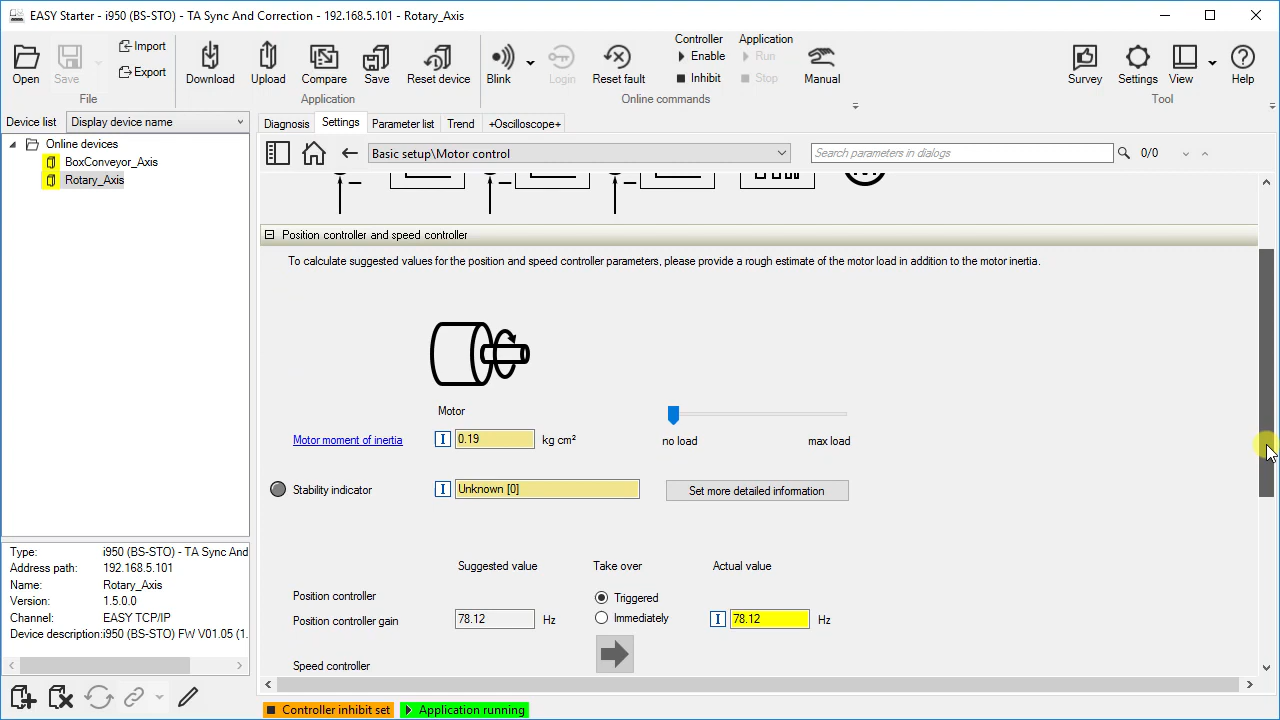 EASY Starter - i950 (BS-STO) - TA Sync And Correction - 192.168.5.101 - Rotary_Axis
Open
Save
Import
Export
File
Download
Upload
Compare
Save
Reset device
Application
Blink
Login
Reset fault
Controller
Enable
Inhibit
Application
Run
Stop
Manual
Online commands
Survey
Settings
View
Help
Tool
Device list
Display device name
Online devices
BoxConveyor_Axis
Rotary_Axis
Type: i950 (BS-STO) - TA Sync And
Address path: 192.168.5.101
Name: Rotary_Axis
Version: 1.5.0.0
Channel: EASY TCP/IP
Device description:i950 (BS-STO) FW V01.05 (1.
Diagnosis
Settings
Parameter list
Trend
+Oscilloscope+
Basic setup\Motor control
Search parameters in dialogs
0/0
Position controller and speed controller
To calculate suggested values for the position and speed controller parameters, please provide a rough estimate of the motor load in addition to the motor inertia.
Motor
Motor moment of inertia
I
0.19
kg cm²
no load
max load
Stability indicator
I
Unknown [0]
Set more detailed information
Suggested value
Take over
Actual value
Position controller
Triggered
Position controller gain
78.12
Hz
Immediately
I
78.12
Hz
Speed controller
Controller inhibit set
Application running